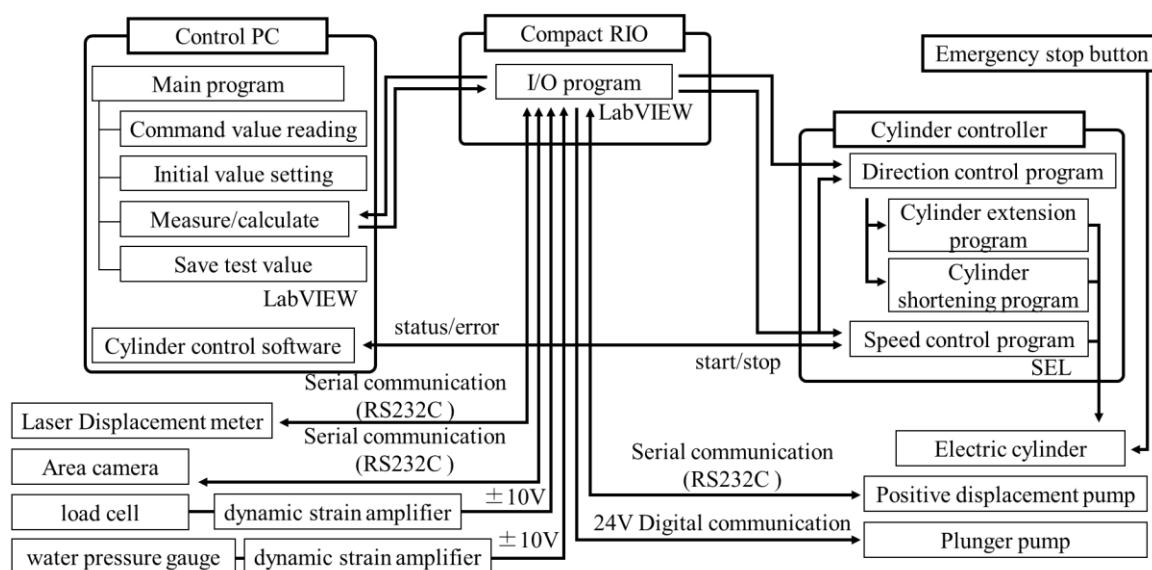 Control PC
Main program
Command value reading
Initial value setting
Measure/calculate
Save test value
LabVIEW
Cylinder control software
Compact RIO
I/O program
LabVIEW
Emergency stop button
Cylinder controller
Direction control program
Cylinder extension
program
Cylinder
shortening program
Speed control program
SEL
status/error
start/stop
Serial communication
(RS232C )
Laser Displacement meter
Serial communication
(RS232C )
Area camera
±10V
load cell
dynamic strain amplifier
±10V
water pressure gauge
dynamic strain amplifier
Electric cylinder
Serial communication
(RS232C )
Positive displacement pump
24V Digital communication
Plunger pump